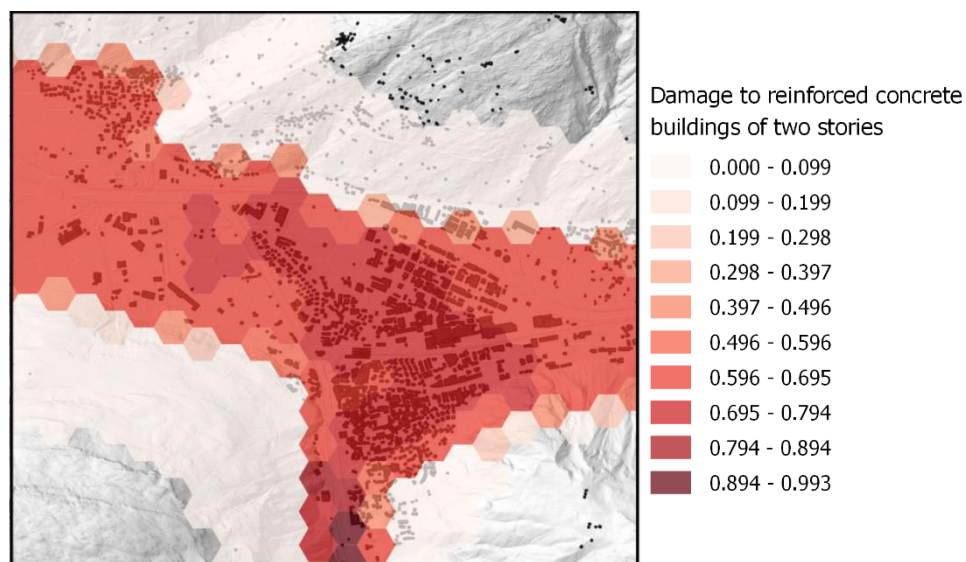 Damage to reinforced concrete
buildings of two stories
0.000 - 0.099
0.099 - 0.199
0.199 - 0.298
0.298 - 0.397
0.397 - 0.496
0.496 - 0.596
0.596 - 0.695
0.695 - 0.794
0.794 - 0.894
0.894 - 0.993